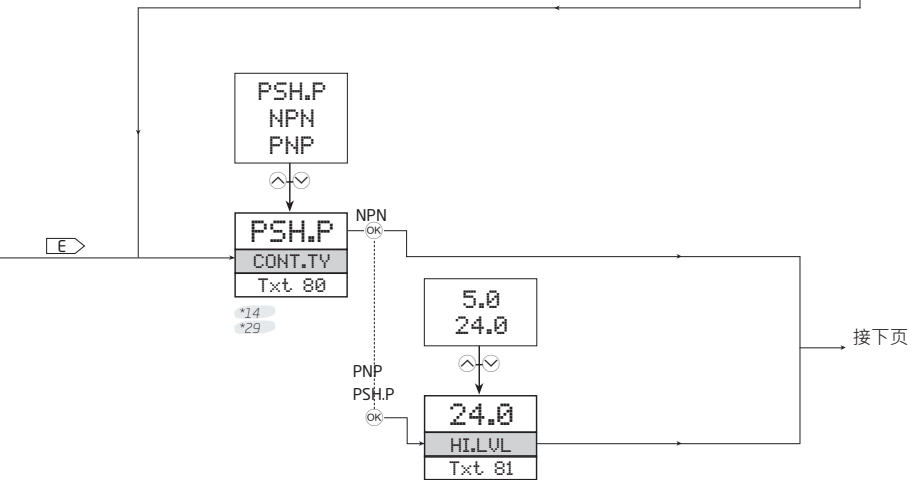 PSH.P
NPN
PNP
E
PSH.P
CONT.TY
Txt 80
*14
*29
NPN
OK
5.0
24.0
PNP
PSH.P
OK
24.0
HI.LVL
Txt 81
接下页